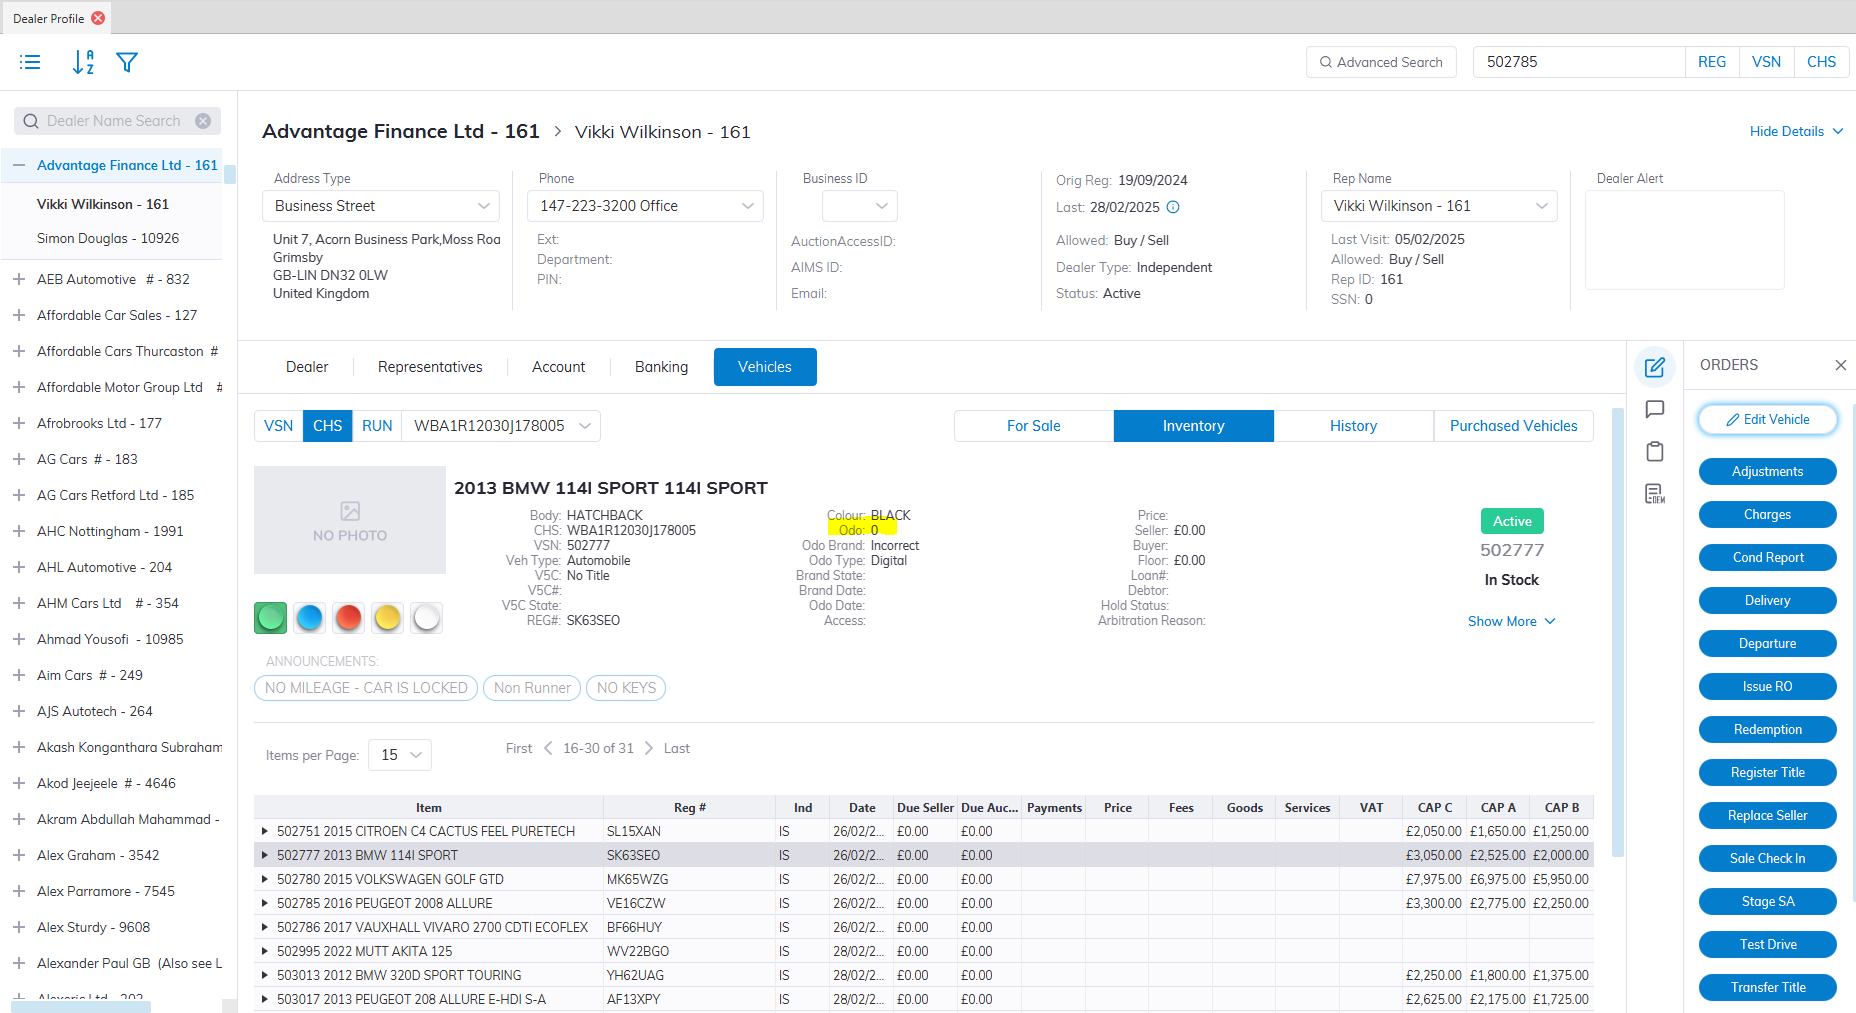 Dealer Profile
Advanced Search
502785
REG
VSN
CHS
Dealer Name Search
Advantage Finance Ltd - 161
Vikki Wilkinson - 161
Simon Douglas - 10926
AEB Automotive # - 832
Affordable Car Sales - 127
Affordable Cars Thurcaston #
Affordable Motor Group Ltd #
Afrobrooks Ltd - 177
AG Cars # - 183
AG Cars Retford Ltd - 185
AHC Nottingham - 1991
AHL Automotive - 204
AHM Cars Ltd # - 354
Ahmad Yousofi - 10985
Aim Cars # - 249
AJS Autotech - 264
Akash Konganthara Subraham
Akod Jeejeele # - 4646
Akram Abdullah Mahammad -
Alex Graham - 3542
Alex Parramore - 7545
Alex Sturdy - 9608
Alexander Paul GB (Also see L
Advantage Finance Ltd - 161 > Vikki Wilkinson - 161
Hide Details
Address Type
Business Street
Unit 7, Acorn Business Park,Moss Roa
Grimsby
GB-LIN DN32 0LW
United Kingdom
Phone
147-223-3200 Office
Ext:
Department:
PIN:
Business ID
AuctionAccessID:
AIMS ID:
Email:
Orig Reg: 19/09/2024
Last: 28/02/2025
Allowed: Buy / Sell
Dealer Type: Independent
Status: Active
Rep Name
Vikki Wilkinson - 161
Last Visit: 05/02/2025
Allowed: Buy / Sell
Rep ID: 161
SSN: 0
Dealer Alert
Dealer
Representatives
Account
Banking
Vehicles
VSN
CHS
RUN
WBA1R12030J178005
For Sale
Inventory
History
Purchased Vehicles
NO PHOTO
2013 BMW 114I SPORT 114I SPORT
Body: HATCHBACK
CHS: WBA1R12030J178005
VSN: 502777
Veh Type: Automobile
V5C: No Title
V5C#:
V5C State:
REG#: SK63SEO
Colour: BLACK
Odo: 0
Odo Brand: Incorrect
Odo Type: Digital
Brand State:
Brand Date:
Odo Date:
Access:
Price:
Seller: £0.00
Buyer:
Floor: £0.00
Loan#:
Debtor:
Hold Status:
Arbitration Reason:
Active
502777
In Stock
Show More
ANNOUNCEMENTS:
NO MILEAGE - CAR IS LOCKED
Non Runner
NO KEYS
Items per Page: 15
First < 16-30 of 31 > Last
Item Reg # Ind Date Due Seller Due Auc... Payments Price Fees Goods Services VAT CAP C CAP A CAP B
502751 2015 CITROEN C4 CACTUS FEEL PURETECH SL15XAN IS 26/02/2... £0.00 £0.00 £2,050.00 £1,650.00 £1,250.00
502777 2013 BMW 114I SPORT SK63SEO IS 26/02/2... £0.00 £0.00 £3,050.00 £2,525.00 £2,000.00
502780 2015 VOLKSWAGEN GOLF GTD MK65WZG IS 26/02/2... £0.00 £0.00 £7,975.00 £6,975.00 £5,950.00
502785 2016 PEUGEOT 2008 ALLURE VE16CZW IS 26/02/2... £0.00 £0.00 £3,300.00 £2,775.00 £2,250.00
502786 2017 VAUXHALL VIVARO 2700 CDTI ECOFLEX BF66HUY IS 26/02/2... £0.00 £0.00
502995 2022 MUTT AKITA 125 WV22BGO IS 28/02/2... £0.00 £0.00
503013 2012 BMW 320D SPORT TOURING YH62UAG IS 28/02/2... £0.00 £0.00 £2,250.00 £1,800.00 £1,375.00
503017 2013 PEUGEOT 208 ALLURE E-HDI S-A AF13XPY IS 28/02/2... £0.00 £0.00 £2,625.00 £2,175.00 £1,725.00
OEM
ORDERS
Edit Vehicle
Adjustments
Charges
Cond Report
Delivery
Departure
Issue RO
Redemption
Register Title
Replace Seller
Sale Check In
Stage SA
Test Drive
Transfer Title